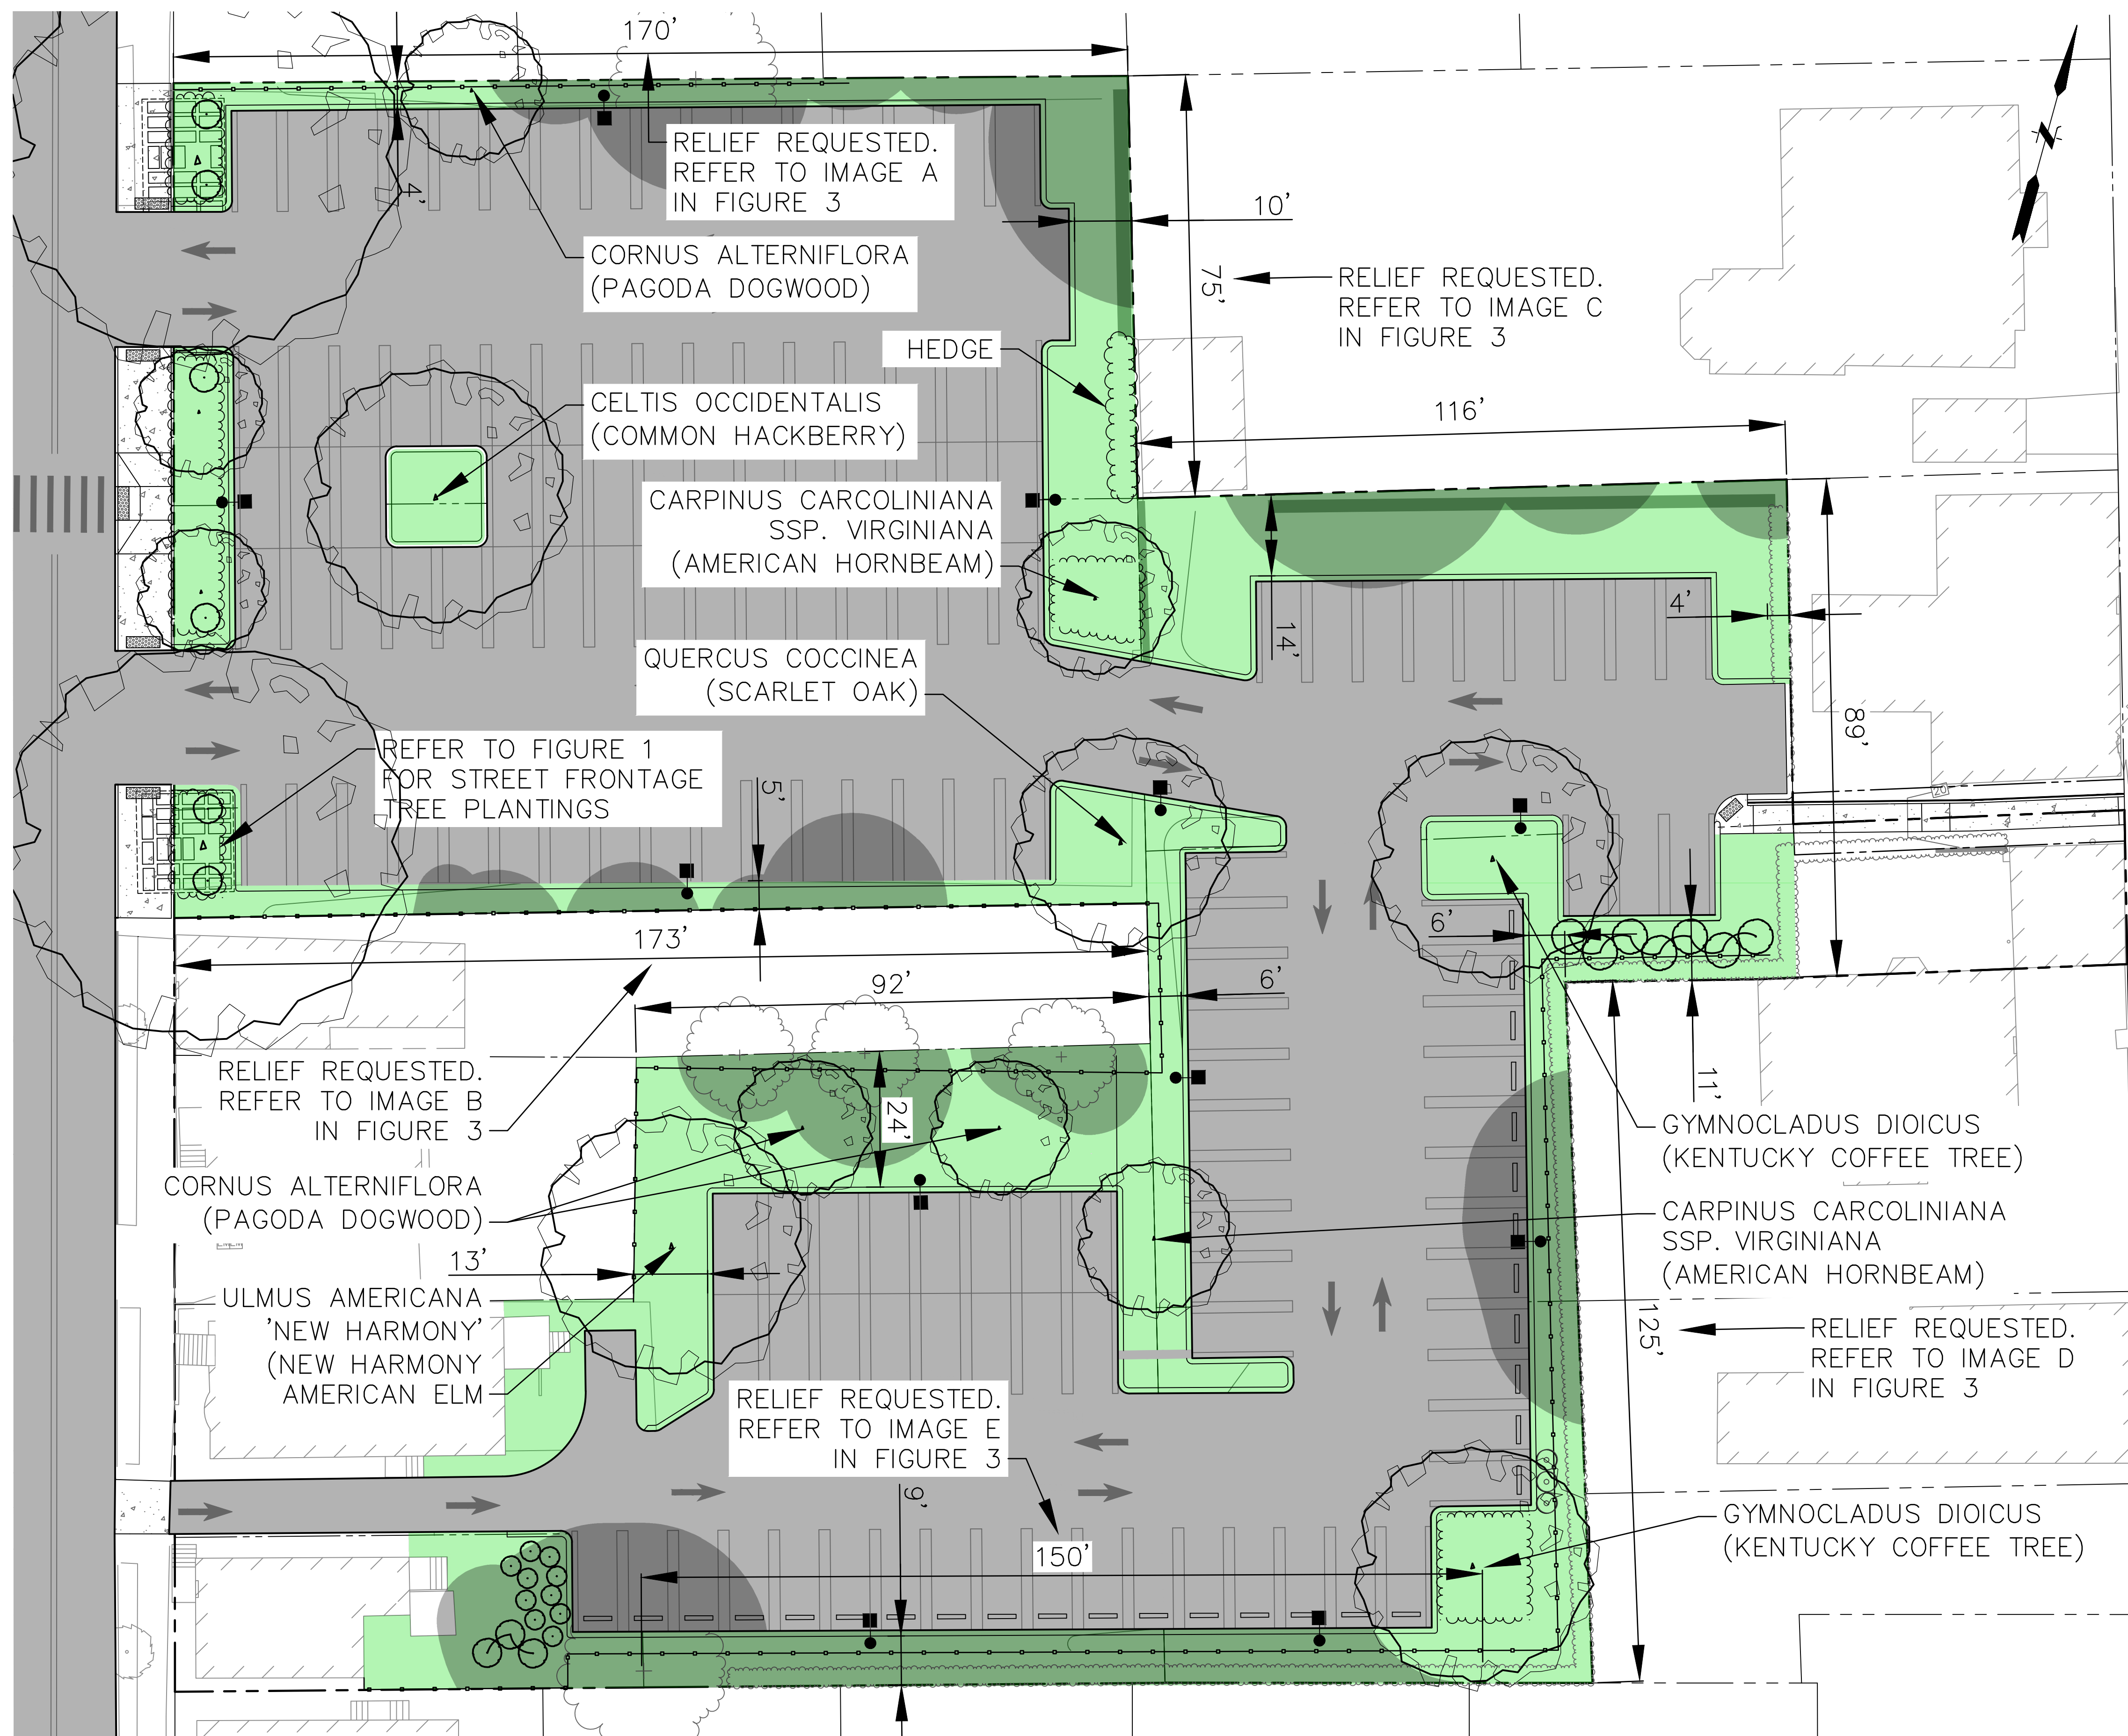 170'
RELIEF REQUESTED.
REFER TO IMAGE A
IN FIGURE 3
4'
10'
75'
RELIEF REQUESTED.
REFER TO IMAGE C
IN FIGURE 3
CORNUS ALTERNIFLORA
(PAGODA DOGWOOD)
HEDGE
CELTIS OCCIDENTALIS
(COMMON HACKBERRY)
116'
CARPINUS CARCOLINIANA
SSP. VIRGINIANA
(AMERICAN HORNBEAM)
4'
14'
QUERCUS COCCINEA
(SCARLET OAK)
89'
REFER TO FIGURE 1
FOR STREET FRONTAGE
TREE PLANTINGS
5'
20
173'
6'
92'
6'
RELIEF REQUESTED.
REFER TO IMAGE B
IN FIGURE 3
11'
24'
GYMNOCLADUS DIOICUS
(KENTUCKY COFFEE TREE)
CORNUS ALTERNIFLORA
(PAGODA DOGWOOD)
CARPINUS CARCOLINIANA
SSP. VIRGINIANA
(AMERICAN HORNBEAM)
13'
ULMUS AMERICANA
'NEW HARMONY'
(NEW HARMONY
AMERICAN ELM
125'
RELIEF REQUESTED.
REFER TO IMAGE D
IN FIGURE 3
RELIEF REQUESTED.
REFER TO IMAGE E
IN FIGURE 3
9'
150'
GYMNOCLADUS DIOICUS
(KENTUCKY COFFEE TREE)